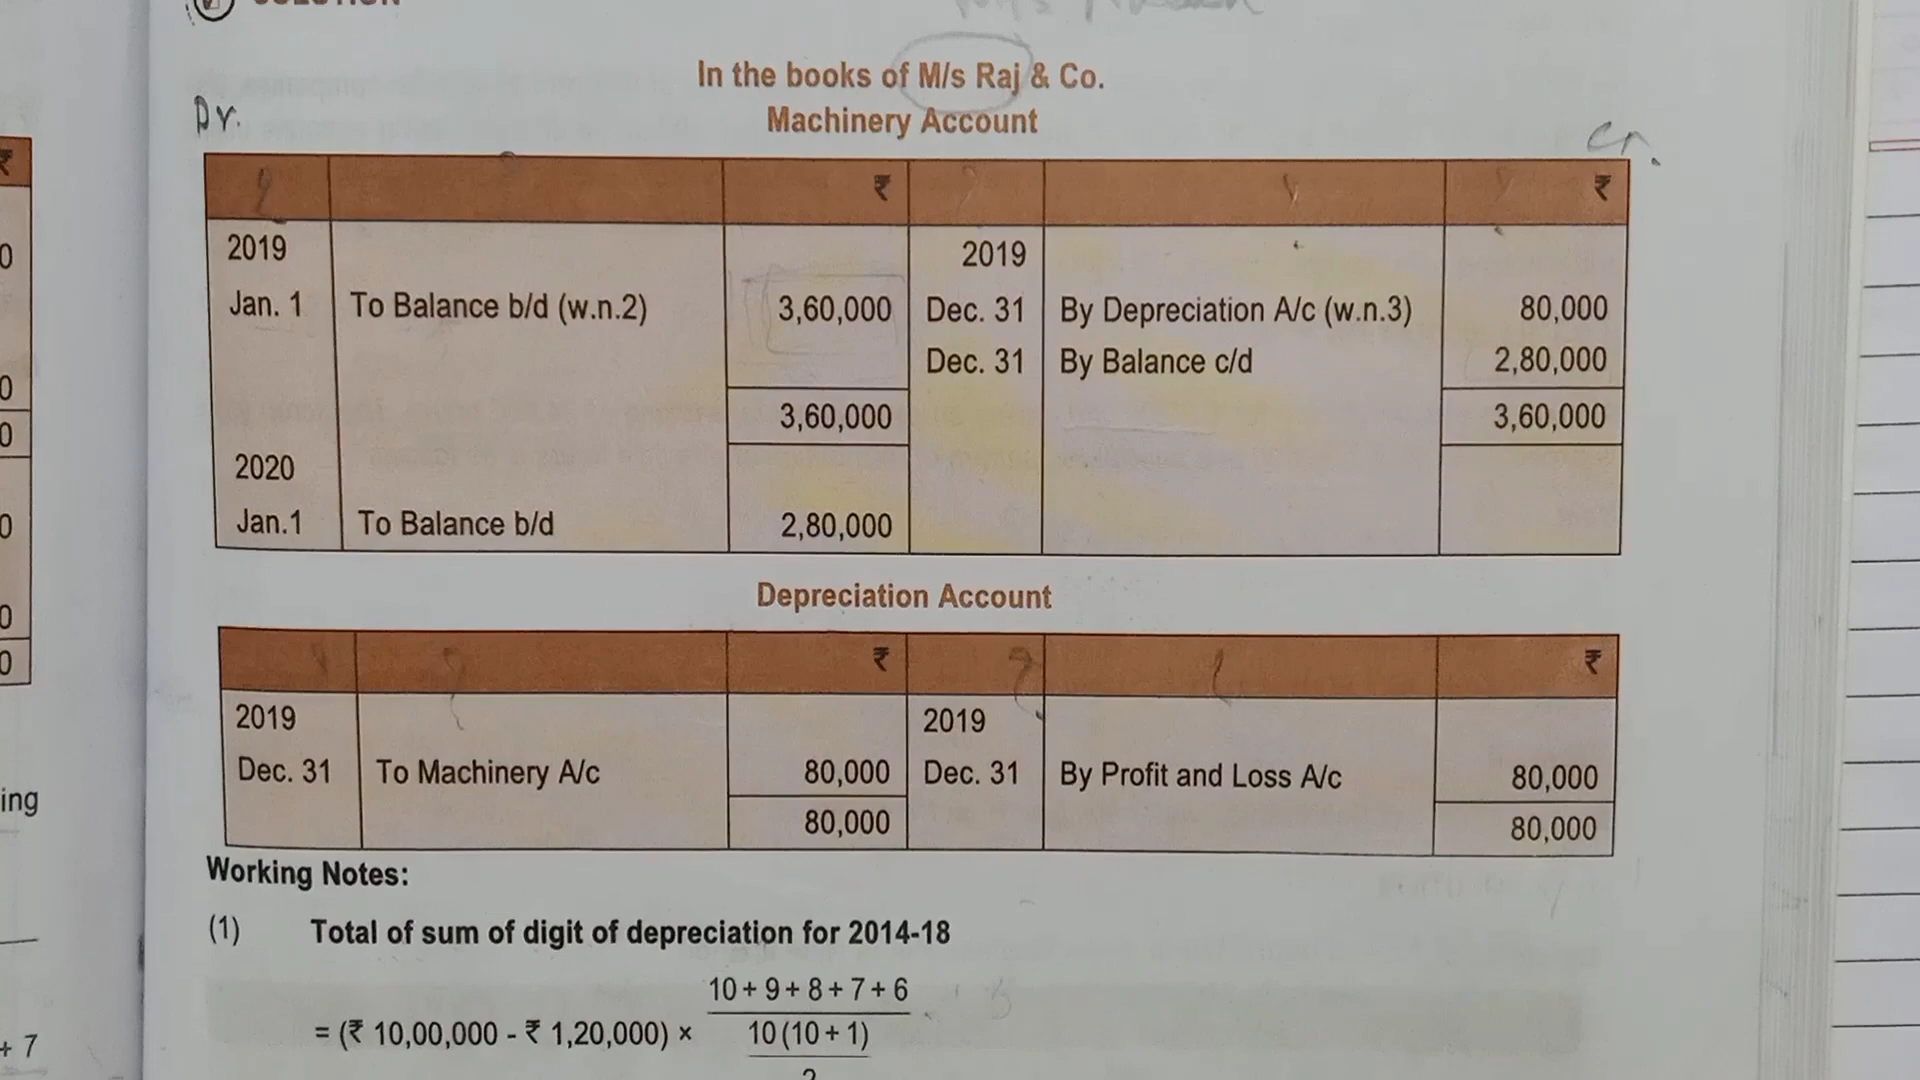 In the books of M/s Raj & Co.
Dr.
Machinery Account
Cr.
₹ ₹
2019 2019
Jan. 1 To Balance b/d (w.n.2) 3,60,000 Dec. 31 By Depreciation A/c (w.n.3) 80,000
Dec. 31 By Balance c/d 2,80,000
3,60,000 3,60,000
2020
Jan.1 To Balance b/d 2,80,000
Depreciation Account
₹ ₹
2019 2019
Dec. 31 To Machinery A/c 80,000 Dec. 31 By Profit and Loss A/c 80,000
80,000 80,000
Working Notes:
(1) Total of sum of digit of depreciation for 2014-18
10 + 9 + 8 + 7 + 6
= (₹ 10,00,000 - ₹ 1,20,000) ×
10 (10 + 1)
2
ing
+ 7